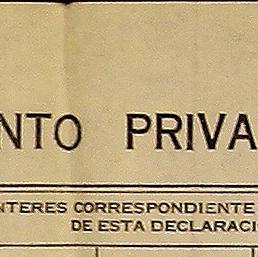 NTO PRIVA
NTERES CORRESPONDIENTE
DE ESTA DECLARACI